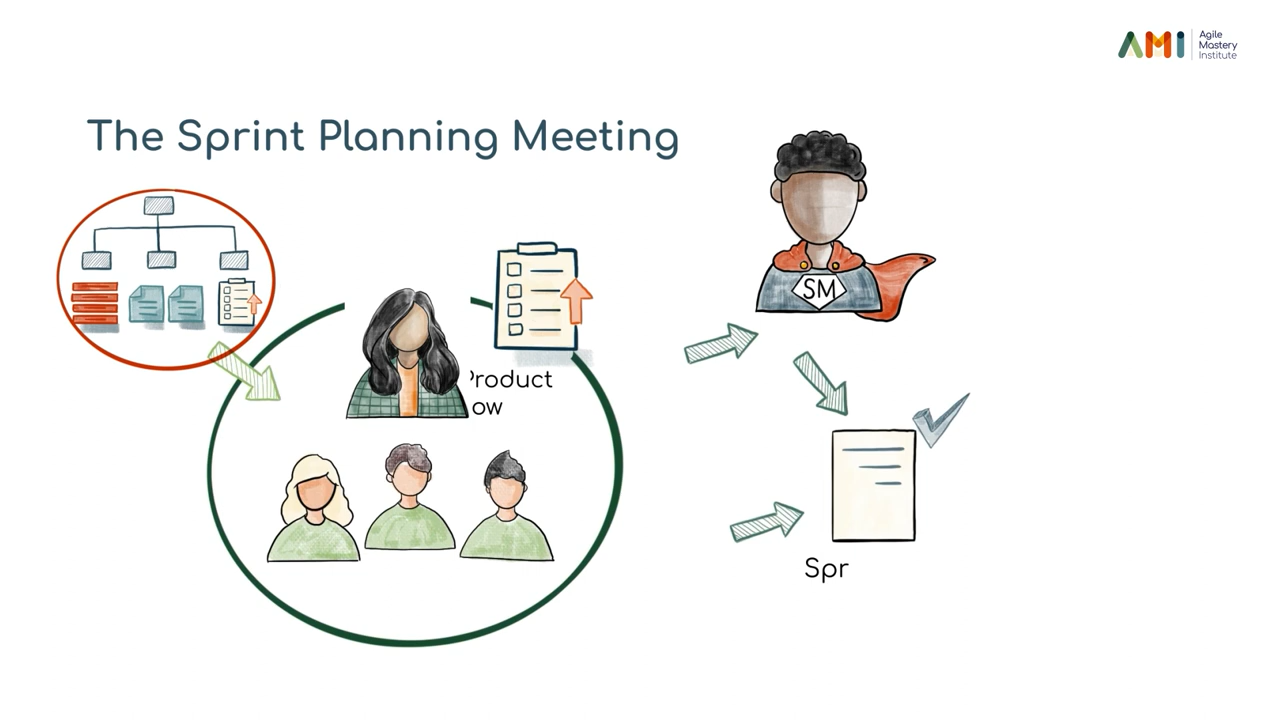 Agile
Mastery
Institute
AMI
The Sprint Planning Meeting
SM
Product
ow
Spr